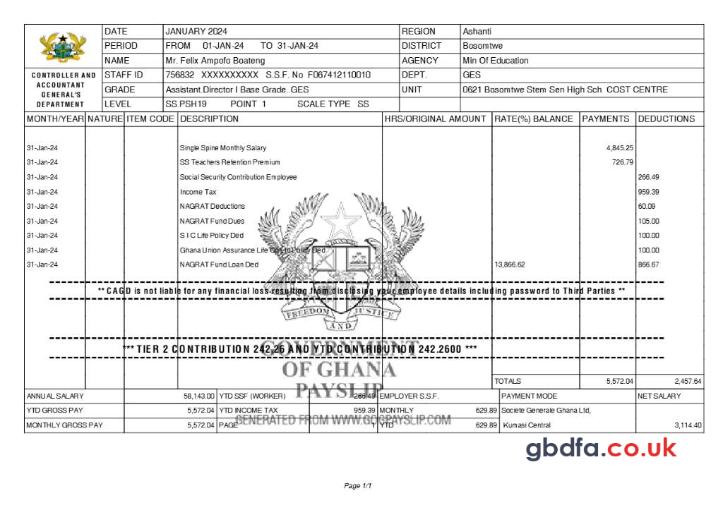 DATE JANUARY 2024 REGION Ashanti
PERIOD FROM 01-JAN-24 TO 31-JAN-24 DISTRICT Bosomtwe
NAME Mr. Felix Ampofo Boateng AGENCY Min Of Education
CONTROLLER AND ACCOUNTANT GENERAL'S DEPARTMENT
STAFF ID 756832 XXXXXXXXXX S.S.F. No F067412110010 DEPT. GES
GRADE Assistant Director I Base Grade. GES UNIT 0621 Bosomtwe Stem Sen High Sch COST CENTRE
LEVEL SS.PSH19 POINT 1 SCALE TYPE SS
MONTH/YEAR NATURE ITEM CODE DESCRIPTION HRS/ORIGINAL AMOUNT RATE(%) BALANCE PAYMENTS DEDUCTIONS
31-Jan-24 Single Spine Monthly Salary 4,845.25
31-Jan-24 SS Teachers Retention Premium 726.79
31-Jan-24 Social Security Contribution Employee 266.49
31-Jan-24 Income Tax 959.39
31-Jan-24 NAGRAT Deductions 60.09
31-Jan-24 NAGRAT Fund Dues 105.00
31-Jan-24 S I C Life Policy Ded 100.00
31-Jan-24 Ghana Union Assurance Life Ded 100.00
31-Jan-24 NAGRAT Fund Loan Ded 13,866.62 866.67
** CAGD is not liable for any financial loss resulting from disclosing your employee details including password to Third Parties **
FREEDOM AND JUSTICE
*** TIER 2 CONTRIBUTION 242.26 AND YTD CONTRIBUTION 242.2600 ***
GOVERNMENT
OF GHANA
PAYSLIP
TOTALS 5,572.04 2,457.64
ANNUAL SALARY 58,143.00 YTD SSF (WORKER) 266.49 EMPLOYER S.S.F. PAYMENT MODE NET SALARY
YTD GROSS PAY 5,572.04 YTD INCOME TAX 959.39 MONTHLY 629.89 Societe Generale Ghana Ltd,
MONTHLY GROSS PAY 5,572.04 PAGE 1 YTD 629.89 Kumasi Central 3,114.40
GENERATED FROM WWW.GOGPAYSLIP.COM
gbdfa.co.uk
Page 1/1